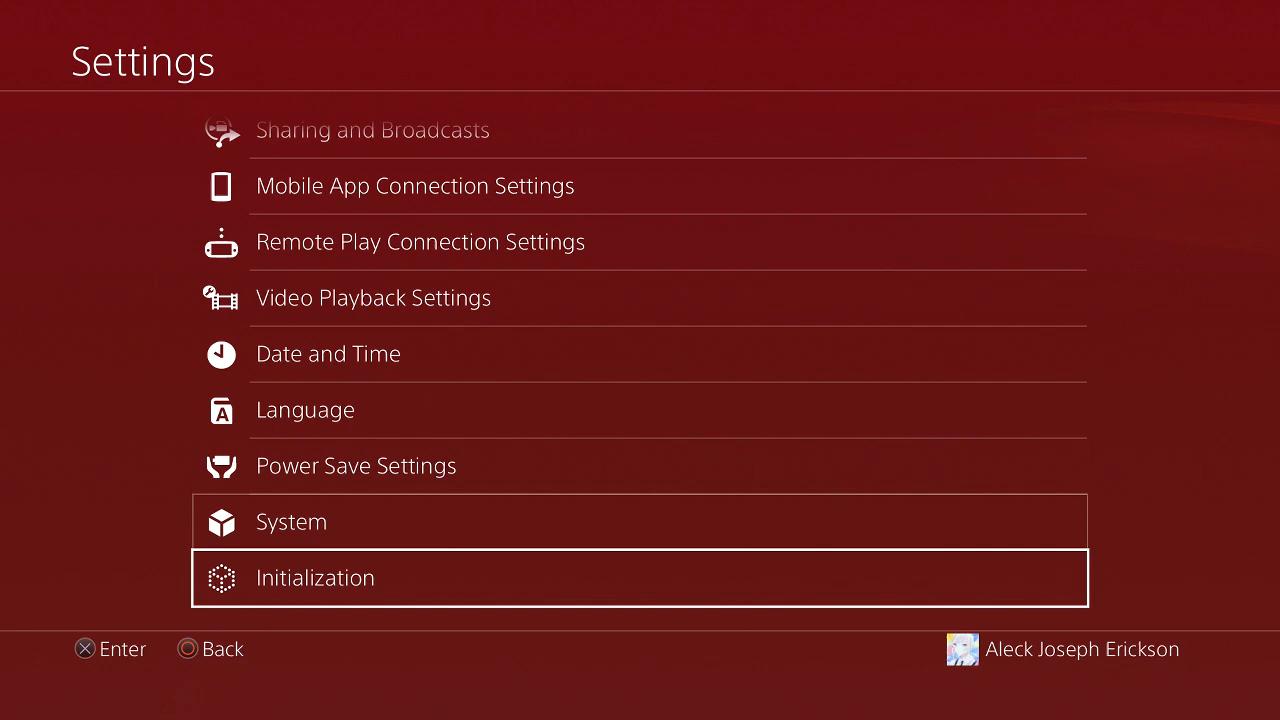 Settings
Sharing and Broadcasts
Mobile App Connection Settings
Remote Play Connection Settings
Video Playback Settings
Date and Time
Language
Power Save Settings
System
Initialization
Enter Back Aleck Joseph Erickson